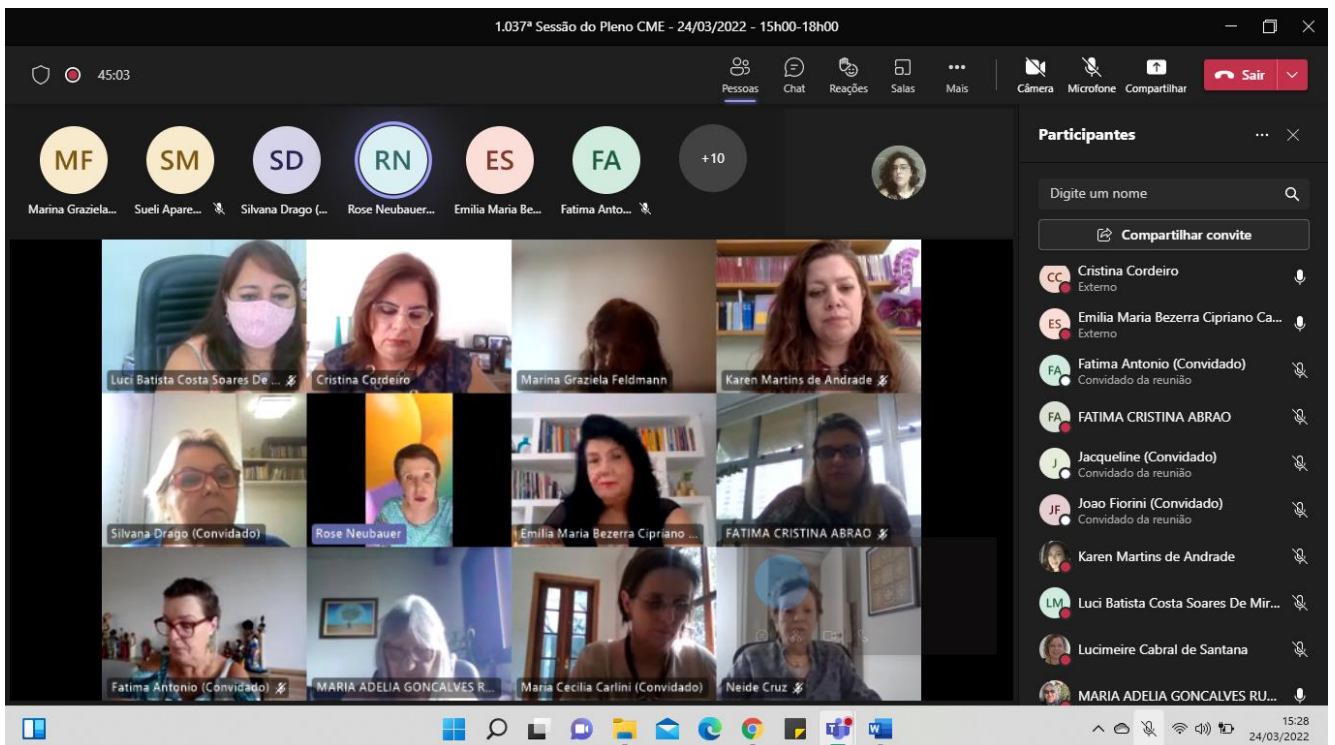 1.037ª Sessão do Pleno CME - 24/03/2022 - 15h00-18h00
45:03
Pessoas Chat Reações Salas Mais Câmera Microfone Compartilhar Sair
MF SM SD RN ES FA +10
Marina Graziela... Sueli Apare... Silvana Drago (... Rose Neubauer... Emilia Maria Be... Fatima Anto...
Luci Batista Costa Soares De ... Cristina Cordeiro Marina Graziela Feldmann Karen Martins de Andrade
Silvana Drago (Convidado) Rose Neubauer Emilia Maria Bezerra Cipriano ... FATIMA CRISTINA ABRAO
Fatima Antonio (Convidado) MARIA ADELIA GONCALVES R... Maria Cecilia Carlini (Convidado) Neide Cruz
Participantes
Digite um nome
Compartilhar convite
CC Cristina Cordeiro
Externo
ES Emilia Maria Bezerra Cipriano Ca...
Externo
FA Fatima Antonio (Convidado)
Convidado da reunião
FA FATIMA CRISTINA ABRAO
J Jacqueline (Convidado)
Convidado da reunião
JF Joao Fiorini (Convidado)
Convidado da reunião
Karen Martins de Andrade
LM Luci Batista Costa Soares De Mir...
Lucimeire Cabral de Santana
MARIA ADELIA GONCALVES RU...
15:28
24/03/2022